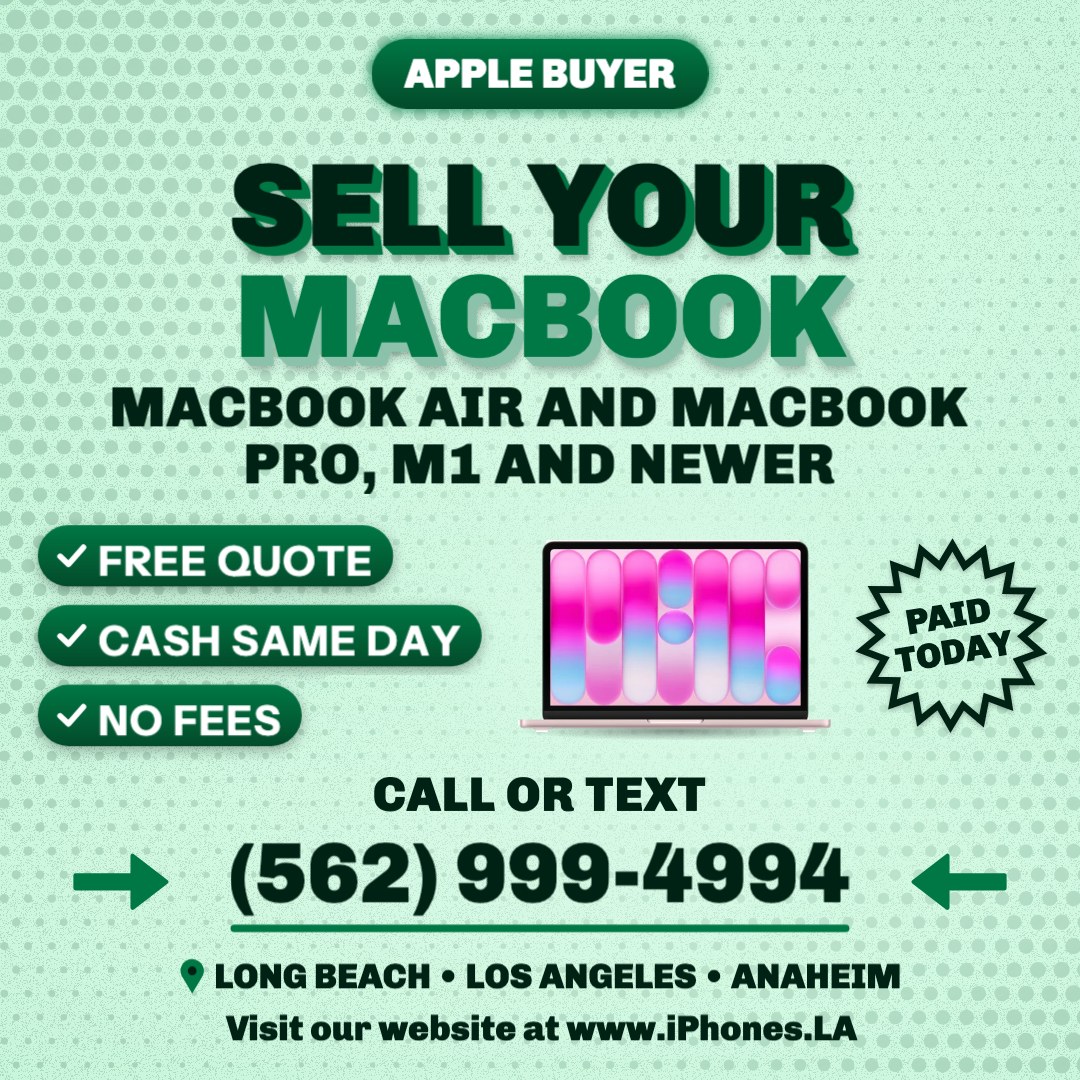 APPLE BUYER
SELL YOUR
MACBOOK
MACBOOK AIR AND MACBOOK
PRO, M1 AND NEWER
FREE QUOTE
CASH SAME DAY
NO FEES
PAID
TODAY
CALL OR TEXT
(562) 999-4994
LONG BEACH • LOS ANGELES • ANAHEIM
Visit our website at www.iPhones.LA